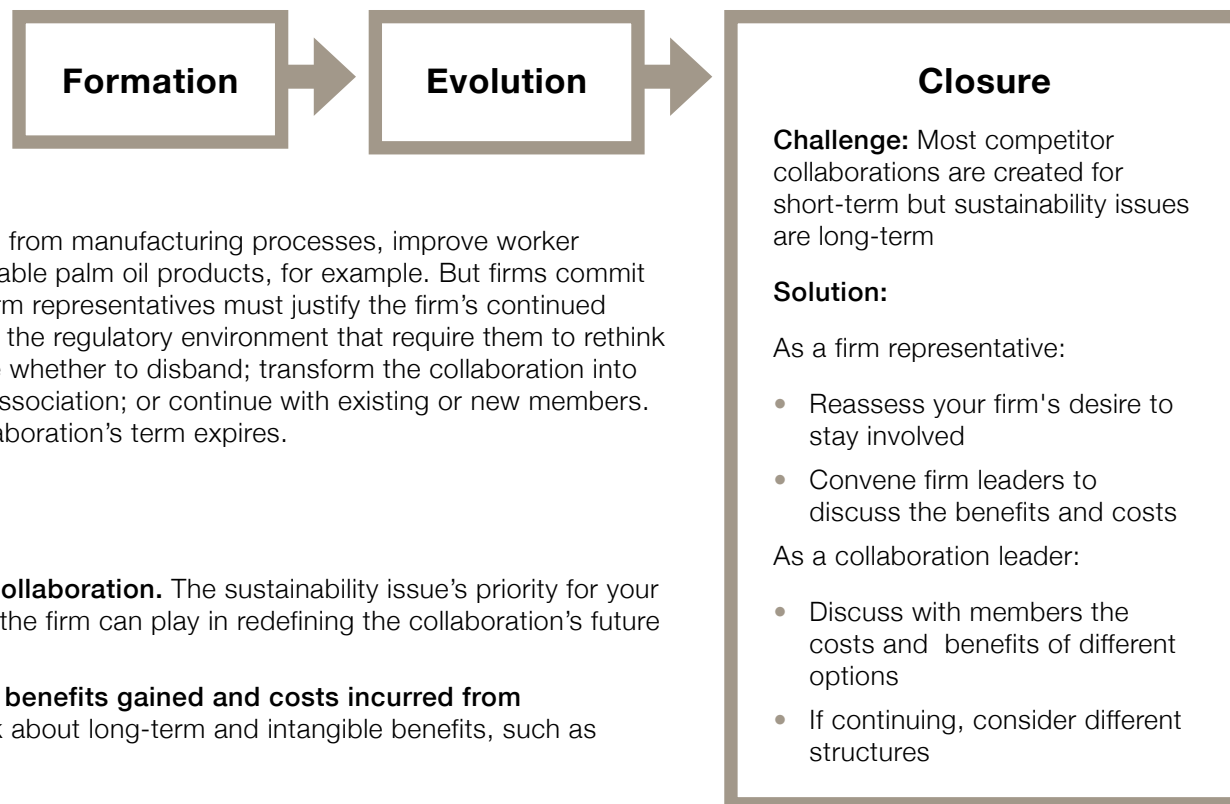 Formation
Evolution
from manufacturing processes, improve worker
able palm oil products, for example. But firms commit
rm representatives must justify the firm’s continued
the regulatory environment that require them to rethink
whether to disband; transform the collaboration into
ssociation; or continue with existing or new members.
aboration’s term expires.
ollaboration. The sustainability issue’s priority for your
the firm can play in redefining the collaboration’s future
benefits gained and costs incurred from
about long-term and intangible benefits, such as
Closure
Challenge: Most competitor
collaborations are created for
short-term but sustainability issues
are long-term
Solution:
As a firm representative:
• Reassess your firm's desire to
stay involved
• Convene firm leaders to
discuss the benefits and costs
As a collaboration leader:
• Discuss with members the
costs and benefits of different
options
• If continuing, consider different
structures